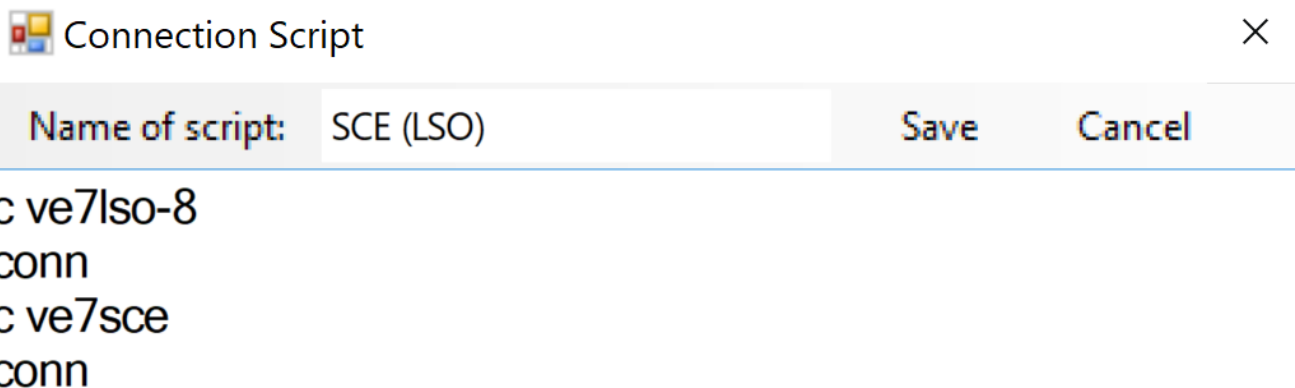 Connection Script
Name of script: SCE (LSO) Save Cancel
c ve7lso-8
conn
c ve7sce
conn